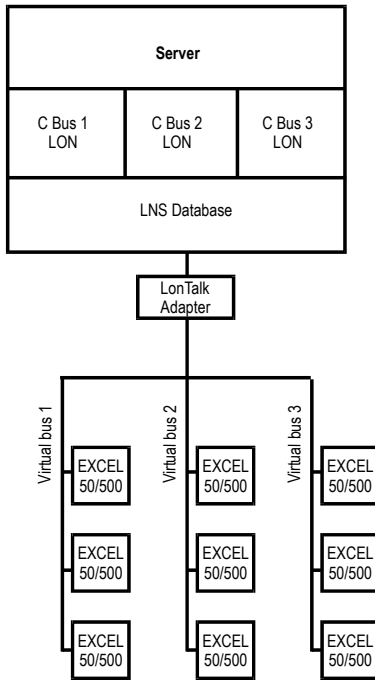 Server
C Bus 1
LON
C Bus 2
LON
C Bus 3
LON
LNS Database
LonTalk
Adapter
Virtual bus 1
Virtual bus 2
Virtual bus 3
EXCEL
50/500
EXCEL
50/500
EXCEL
50/500
EXCEL
50/500
EXCEL
50/500
EXCEL
50/500
EXCEL
50/500
EXCEL
50/500
EXCEL
50/500